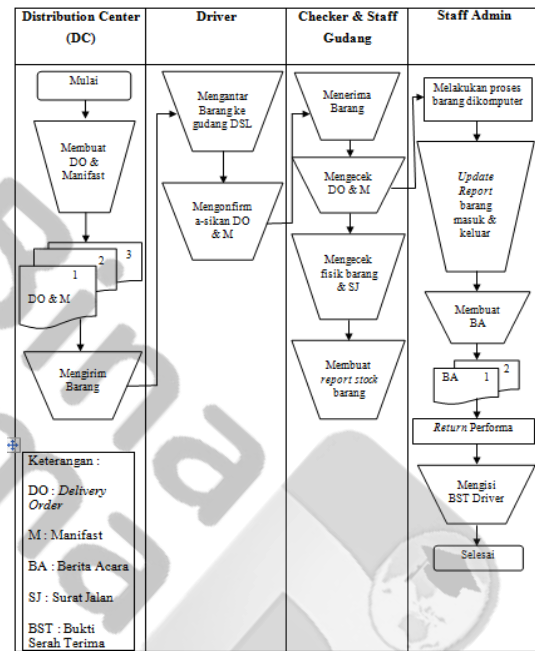 Distribution Center
(DC)
Driver
Checker & Staff
Gudang
Staff Admin
Mulai
Membuat
DO &
Manifast
1
2
3
DO & M
Mengirim
Barang
Mengantar
Barang ke
gudang DSL
Mengonfirm
a-sikan DO
& M
Menerima
Barang
Mengecek
DO & M
Mengecek
fisik barang
& SJ
Membuat
report stock
barang
Melakukan proses
barang dikomputer
Update
Report
barang
masuk &
keluar
Membuat
BA
BA 1
2
Return Performa
Mengisi
BST Driver
Selesai
Keterangan :
DO : Delivery
Order
M : Manifast
BA : Berita Acara
SJ : Surat Jalan
BST : Bukti
Serah Terima